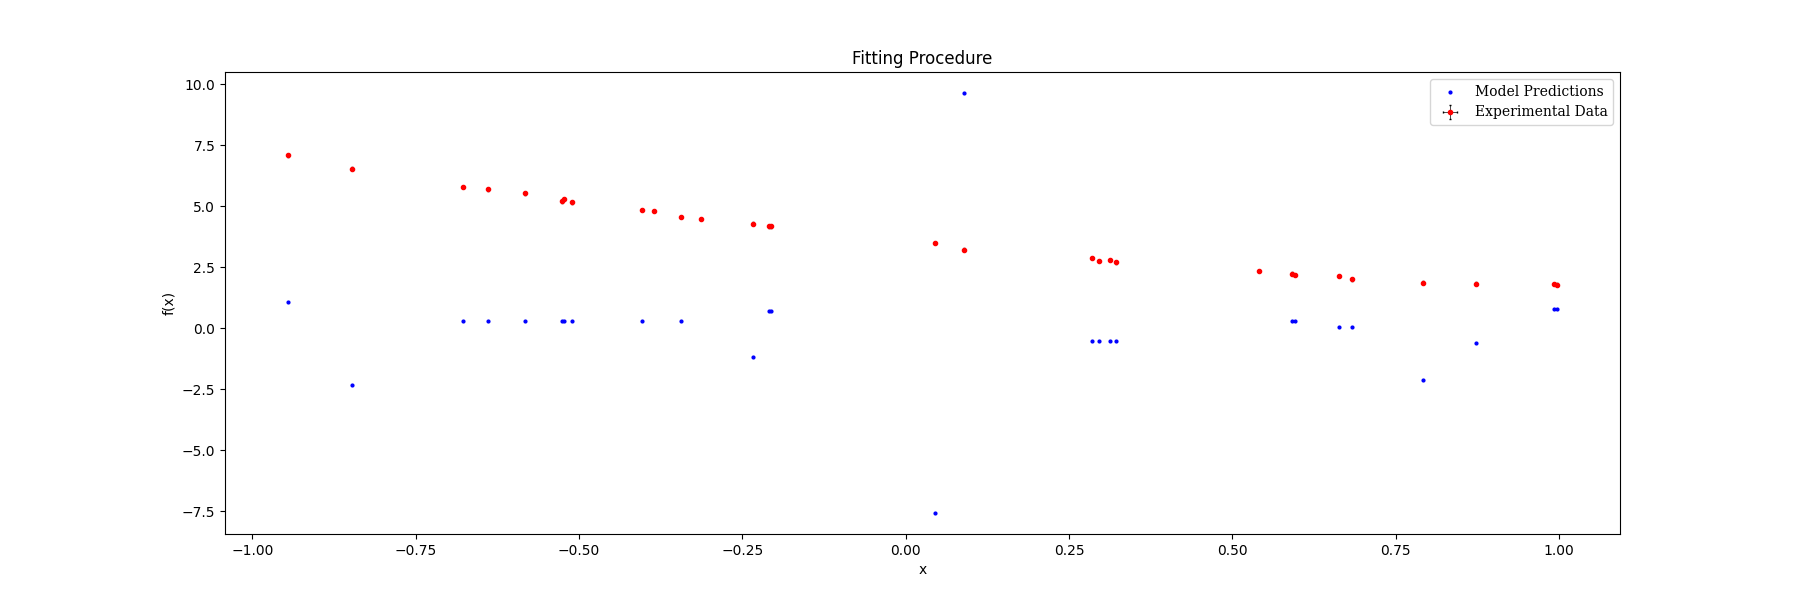 Fitting Procedure
10.0
7.5
5.0
2.5
0.0
−2.5
−5.0
−7.5
f(x)
Model Predictions
Experimental Data
−1.00 −0.75 −0.50 −0.25 0.00 0.25 0.50 0.75 1.00
x